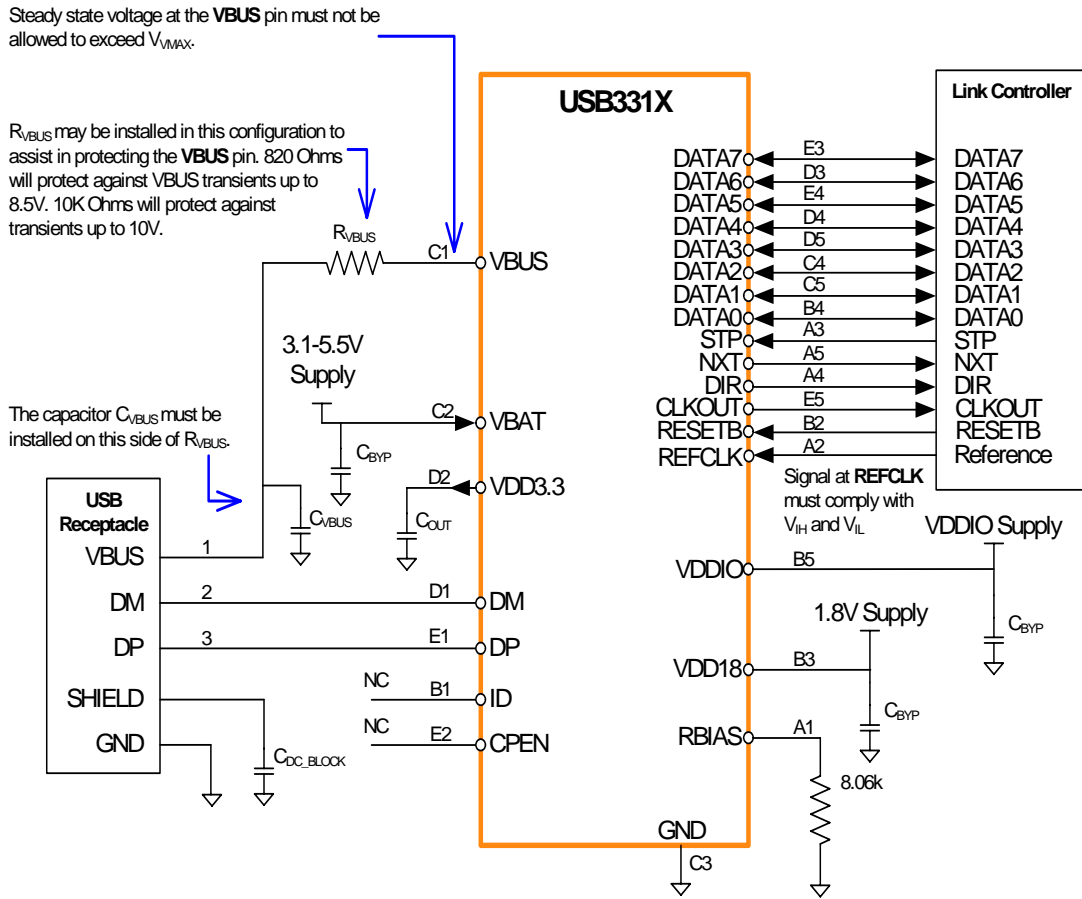 Steady state voltage at the VBUS pin must not be
allowed to exceed VVMAX.
RVBUS may be installed in this configuration to
assist in protecting the VBUS pin. 820 Ohms
will protect against VBUS transients up to
8.5V. 10K Ohms will protect against
transients up to 10V.
RVBUS
C1
VBUS
3.1-5.5V
Supply
The capacitor CVBUS must be
installed on this side of RVBUS.
C2
VBAT
CBYP
D2
VDD3.3
COUT
CVBUS
USB
Receptacle
VBUS
1
DM
2
D1
DM
DP
3
E1
DP
SHIELD
NC
B1
ID
GND
NC
E2
CPEN
CDC_BLOCK
USB331X
Link Controller
DATA7
E3
DATA7
DATA6
D3
DATA6
DATA5
E4
DATA5
DATA4
D4
DATA4
DATA3
D5
DATA3
DATA2
C4
DATA2
DATA1
C5
DATA1
DATA0
B4
DATA0
STP
A3
STP
NXT
A5
NXT
DIR
A4
DIR
CLKOUT
E5
CLKOUT
RESETB
B2
RESETB
REFCLK
A2
Reference
Signal at REFCLK
must comply with
VIH and VIL
VDDIO Supply
VDDIO
B5
CBYP
1.8V Supply
VDD18
B3
CBYP
RBIAS
A1
8.06k
GND
C3